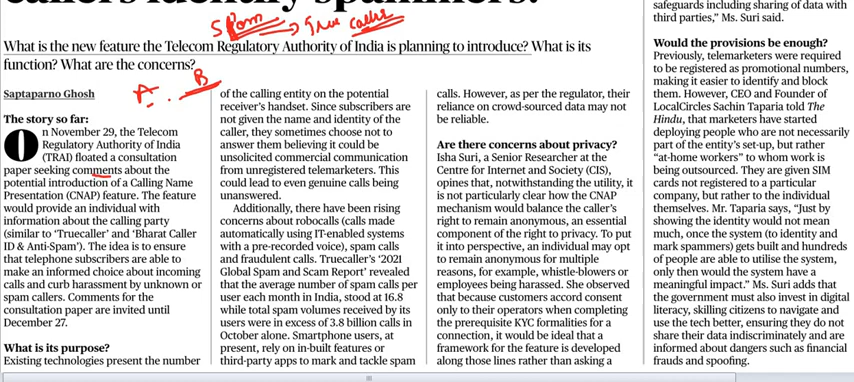 callers identify spammers?
Spam → True caller
What is the new feature the Telecom Regulatory Authority of India is planning to introduce? What is its
function? What are the concerns?
A. B
Saptaparno Ghosh
The story so far:
On November 29, the Telecom
Regulatory Authority of India
(TRAI) floated a consultation
paper seeking comments about the
potential introduction of a Calling Name
Presentation (CNAP) feature. The feature
would provide an individual with
information about the calling party
(similar to ‘Truecaller’ and ‘Bharat Caller
ID & Anti-Spam’). The idea is to ensure
that telephone subscribers are able to
make an informed choice about incoming
calls and curb harassment by unknown or
spam callers. Comments for the
consultation paper are invited until
December 27.
What is its purpose?
Existing technologies present the number
of the calling entity on the potential
receiver’s handset. Since subscribers are
not given the name and identity of the
caller, they sometimes choose not to
answer them believing it could be
unsolicited commercial communication
from unregistered telemarketers. This
could lead to even genuine calls being
unanswered.
Additionally, there have been rising
concerns about robocalls (calls made
automatically using IT-enabled systems
with a pre-recorded voice), spam calls
and fraudulent calls. Truecaller’s ‘2021
Global Spam and Scam Report’ revealed
that the average number of spam calls per
user each month in India, stood at 16.8
while total spam volumes received by its
users were in excess of 3.8 billion calls in
October alone. Smartphone users, at
present, rely on in-built features or
third-party apps to mark and tackle spam
calls. However, as per the regulator, their
reliance on crowd-sourced data may not
be reliable.
Are there concerns about privacy?
Isha Suri, a Senior Researcher at the
Centre for Internet and Society (CIS),
opines that, notwithstanding the utility, it
is not particularly clear how the CNAP
mechanism would balance the caller’s
right to remain anonymous, an essential
component of the right to privacy. To put
it into perspective, an individual may opt
to remain anonymous for multiple
reasons, for example, whistle-blowers or
employees being harassed. She observed
that because customers accord consent
only to their operators when completing
the prerequisite KYC formalities for a
connection, it would be ideal that a
framework for the feature is developed
along those lines rather than asking a
safeguards including sharing of data with
third parties,” Ms. Suri said.
Would the provisions be enough?
Previously, telemarketers were required
to be registered as promotional numbers,
making it easier to identify and block
them. However, CEO and Founder of
LocalCircles Sachin Taparia told The
Hindu, that marketers have started
deploying people who are not necessarily
part of the entity’s set-up, but rather
“at-home workers” to whom work is
being outsourced. They are given SIM
cards not registered to a particular
company, but rather to the individual
themselves. Mr. Taparia says, “Just by
showing the identity would not mean
much, once the system (to identity and
mark spammers) gets built and hundreds
of people are able to utilise the system,
only then would the system have a
meaningful impact.” Ms. Suri adds that
the government must also invest in digital
literacy, skilling citizens to navigate and
use the tech better, ensuring they do not
share their data indiscriminately and are
informed about dangers such as financial
frauds and spoofing.